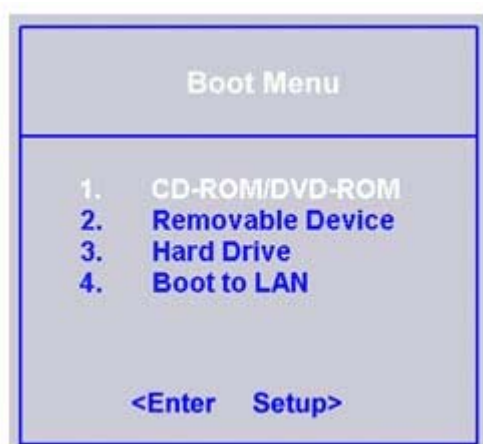 Boot Menu
1. CD-ROM/DVD-ROM
2. Removable Device
3. Hard Drive
4. Boot to LAN
<Enter Setup>